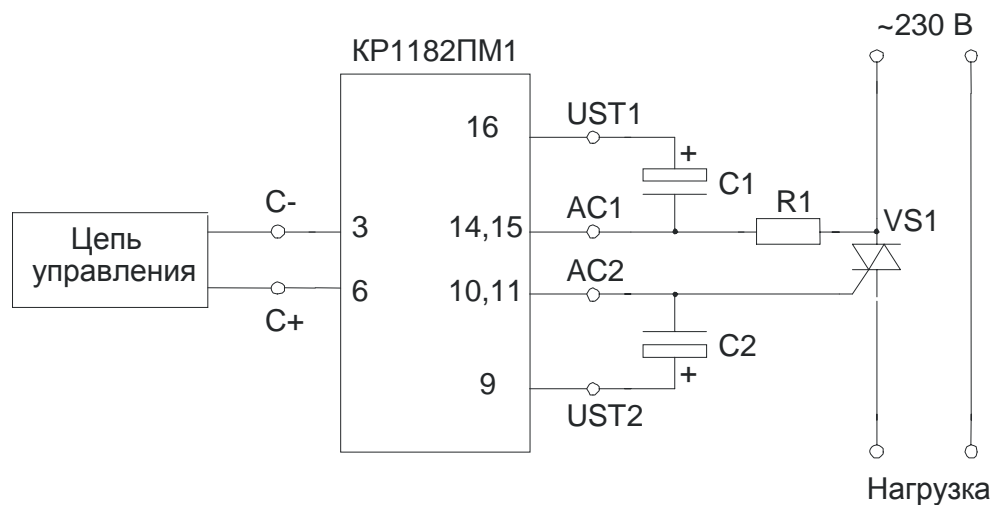 ~230 В
КР1182ПМ1
16
UST1
+
C1
C-
3
14,15
AC1
R1
VS1
Цепь
управления
6
10,11
AC2
C+
C2
9
+
UST2
Нагрузка